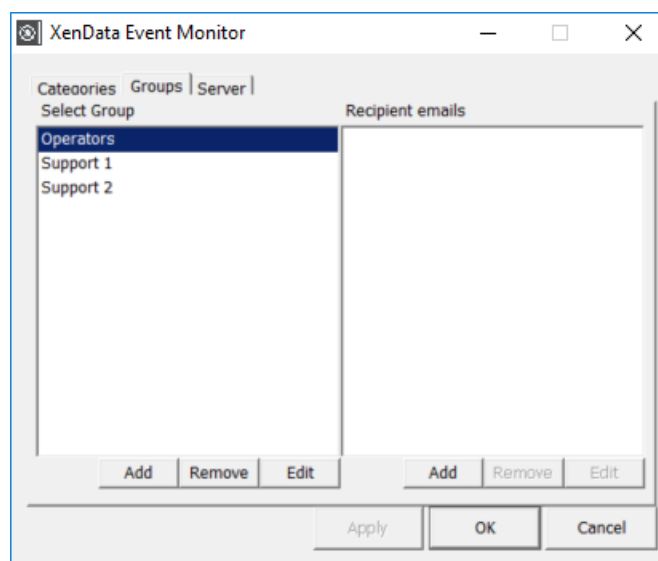 XenData Event Monitor
Categories Groups Server
Select Group Recipient emails
Operators
Support 1
Support 2
Add Remove Edit Add Remove Edit
Apply OK Cancel